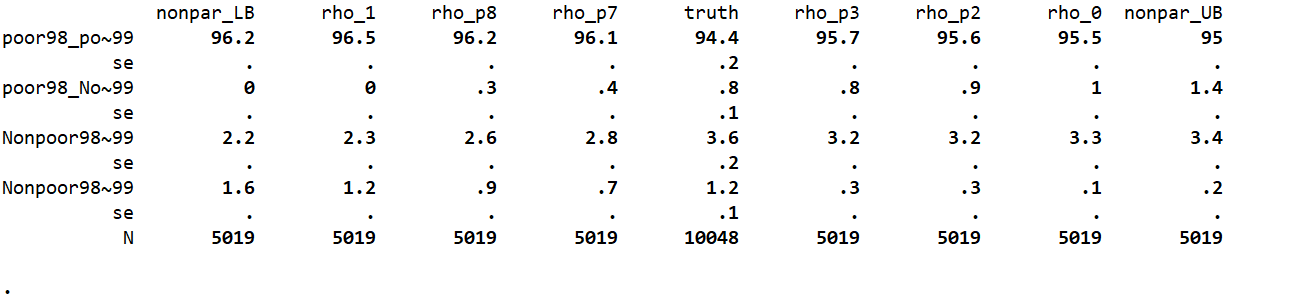 nonpar_LB rho_1 rho_p8 rho_p7 truth rho_p3 rho_p2 rho_0 nonpar_UB
poor98_po~99 96.2 96.5 96.2 96.1 94.4 95.7 95.6 95.5 95
se . . . . .2 . . . .
poor98_No~99 0 0 .3 .4 .8 .8 .9 1 1.4
se . . . . .1 . . . .
Nonpoor98~99 2.2 2.3 2.6 2.8 3.6 3.2 3.2 3.3 3.4
se . . . . .2 . . . .
Nonpoor98~99 1.6 1.2 .9 .7 1.2 .3 .3 .1 .2
se . . . . .1 . . . .
N 5019 5019 5019 5019 10048 5019 5019 5019 5019
.